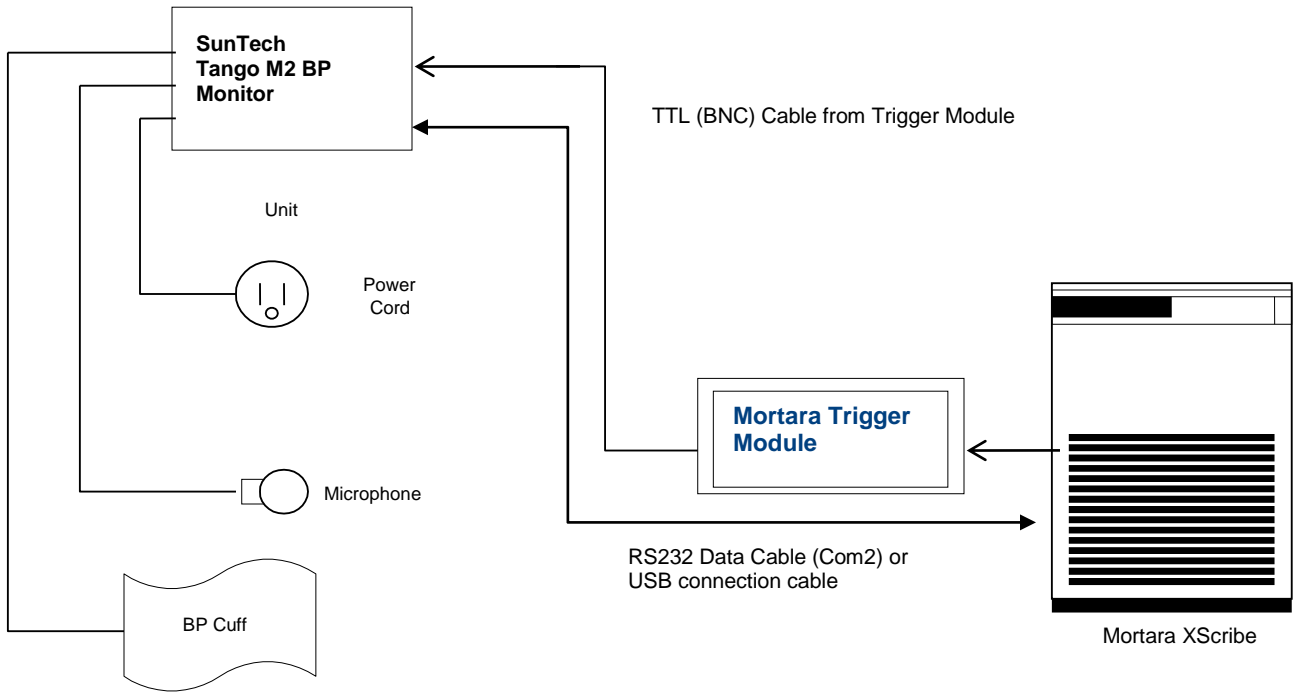 SunTech
Tango M2 BP
Monitor
TTL (BNC) Cable from Trigger Module
Unit
Power
Cord
Mortara Trigger
Module
Microphone
RS232 Data Cable (Com2) or
USB connection cable
BP Cuff
Mortara XScribe